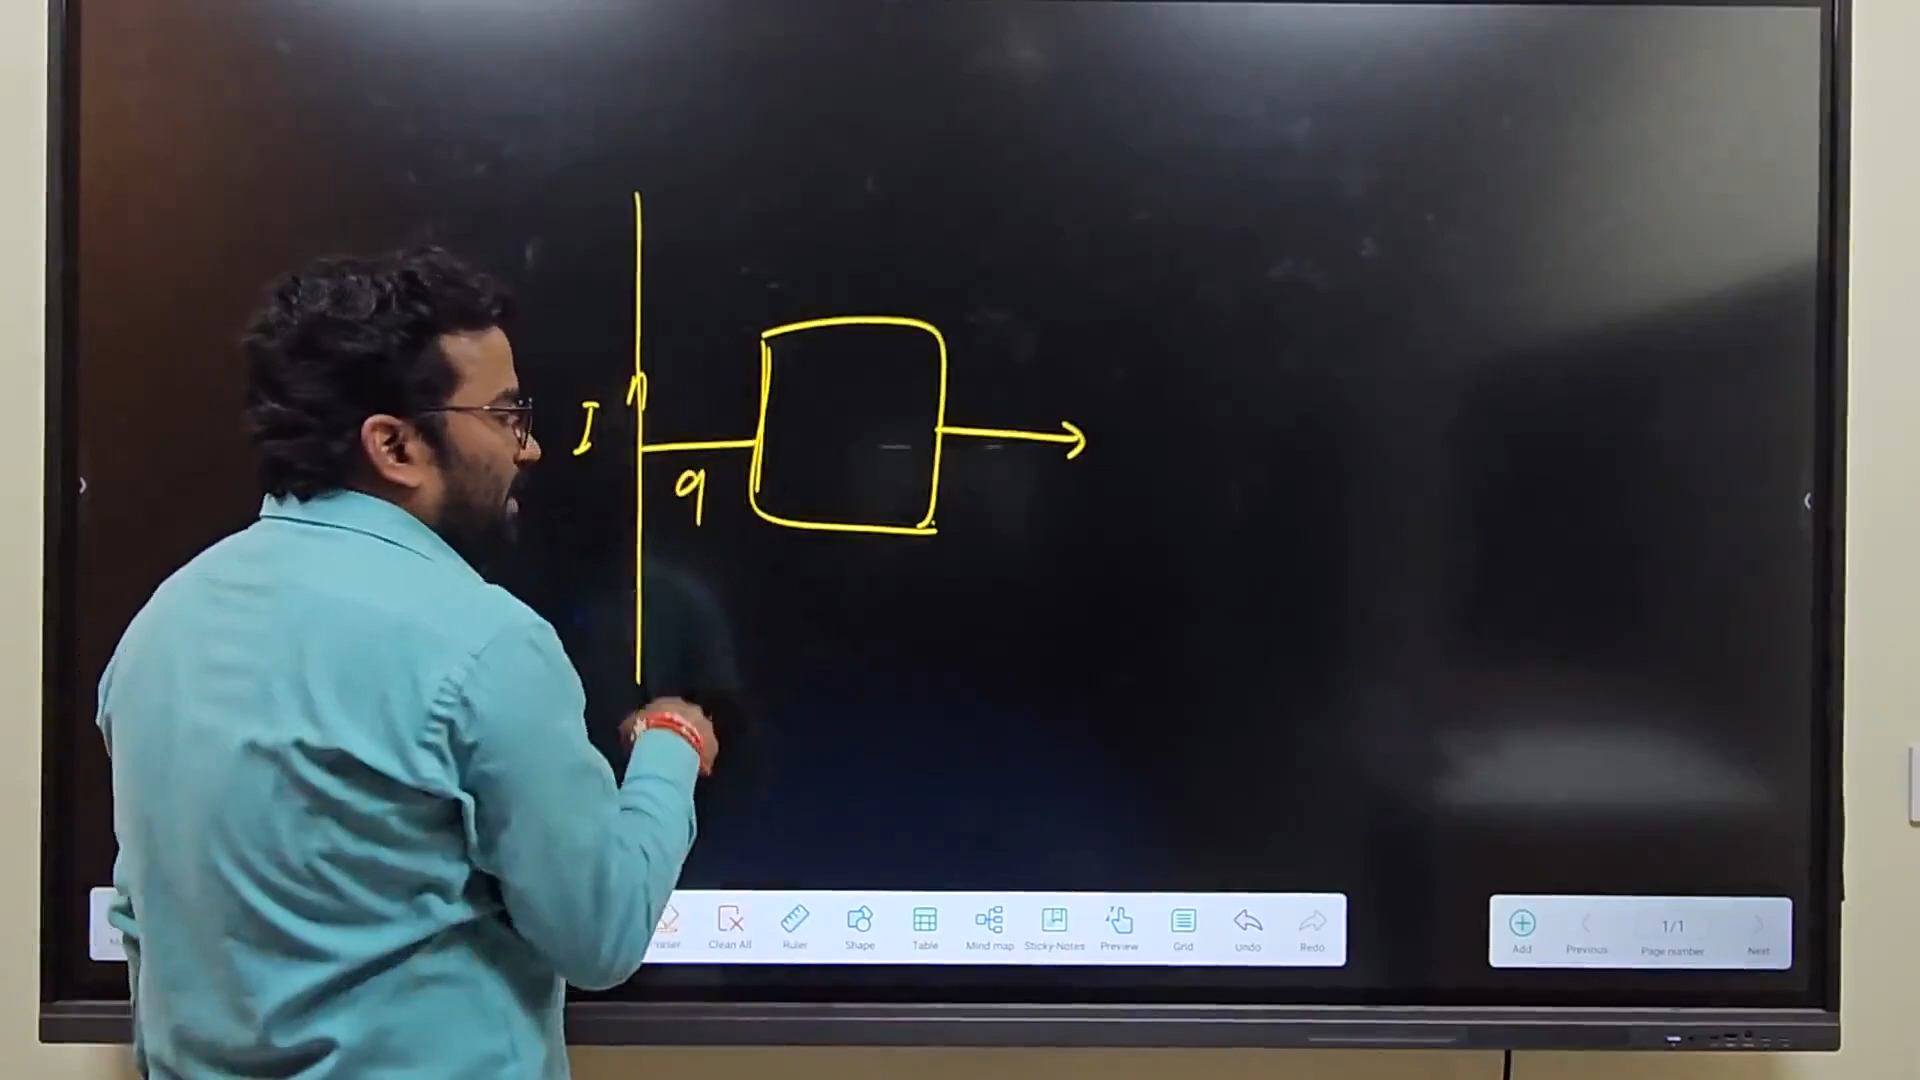 I
q
Clean All
Ruler
Shape
Table
Mind map
Sticky-Notes
Preview
Grid
Undo
Redo
Add
Previous
1/1
Page number
Next